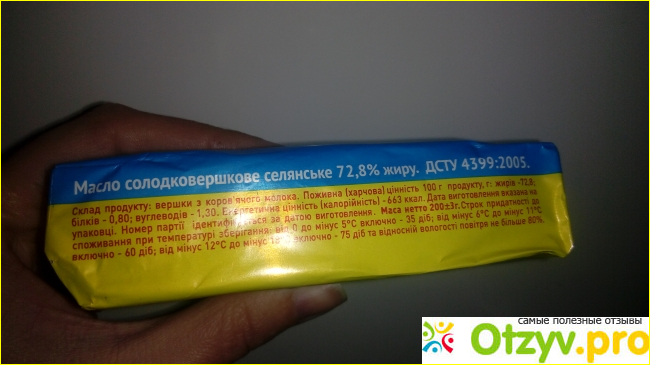 Масло солодковершкове селянське 72,8% жиру. ДСТУ 4399:2005.
Склад продукту: вершки з коров'ячого молока. Поживна (харчова) цінність 100 г продукту, г: жирів -72,8,
білків - 0,80; вуглеводів - 1,30. Енергетична цінність (калорійність) - 663 ккал. Дата виготовлення вказана на
упаковці. Номер партії ідентифікується за датою виготовлення. Маса нетто 200±3г. Строк придатності до
споживання при температурі зберігання: від 0 до мінус 5°С включно - 35 діб; від мінус 6°С до мінус 11°С
включно - 60 діб; від мінус 12°С до мінус включно - 75 діб та відносній вологості повітря не більше 80%.
самые полезные отзывы
Otzyv.pro